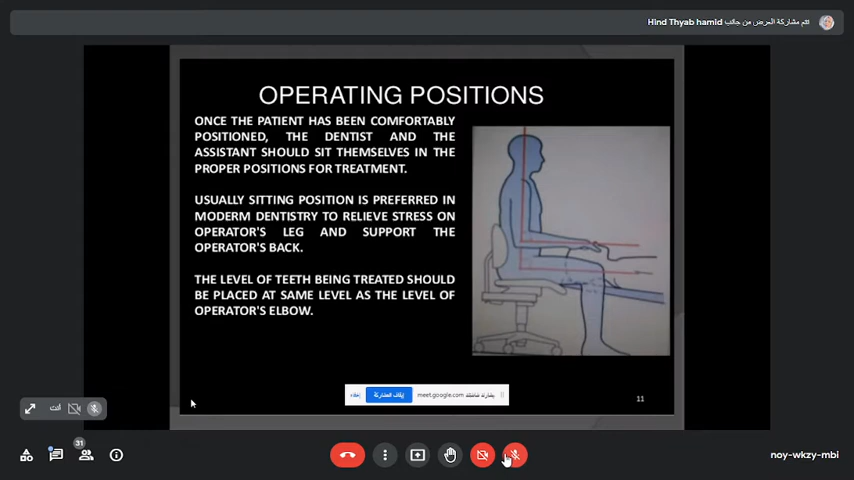 تتم مشاركة العرض من جانب Hind Thyab hamid
OPERATING POSITIONS
ONCE THE PATIENT HAS BEEN COMFORTABLY
POSITIONED, THE DENTIST AND THE
ASSISTANT SHOULD SIT THEMSELVES IN THE
PROPER POSITIONS FOR TREATMENT.
USUALLY SITTING POSITION IS PREFERRED IN
MODERM DENTISTRY TO RELIEVE STRESS ON
OPERATOR'S LEG AND SUPPORT THE
OPERATOR'S BACK.
THE LEVEL OF TEETH BEING TREATED SHOULD
BE PLACED AT SAME LEVEL AS THE LEVEL OF
OPERATOR'S ELBOW.
meet.google.com إيقاف المشاركة إخفاء
11
أنت
31
noy-wkzy-mbi